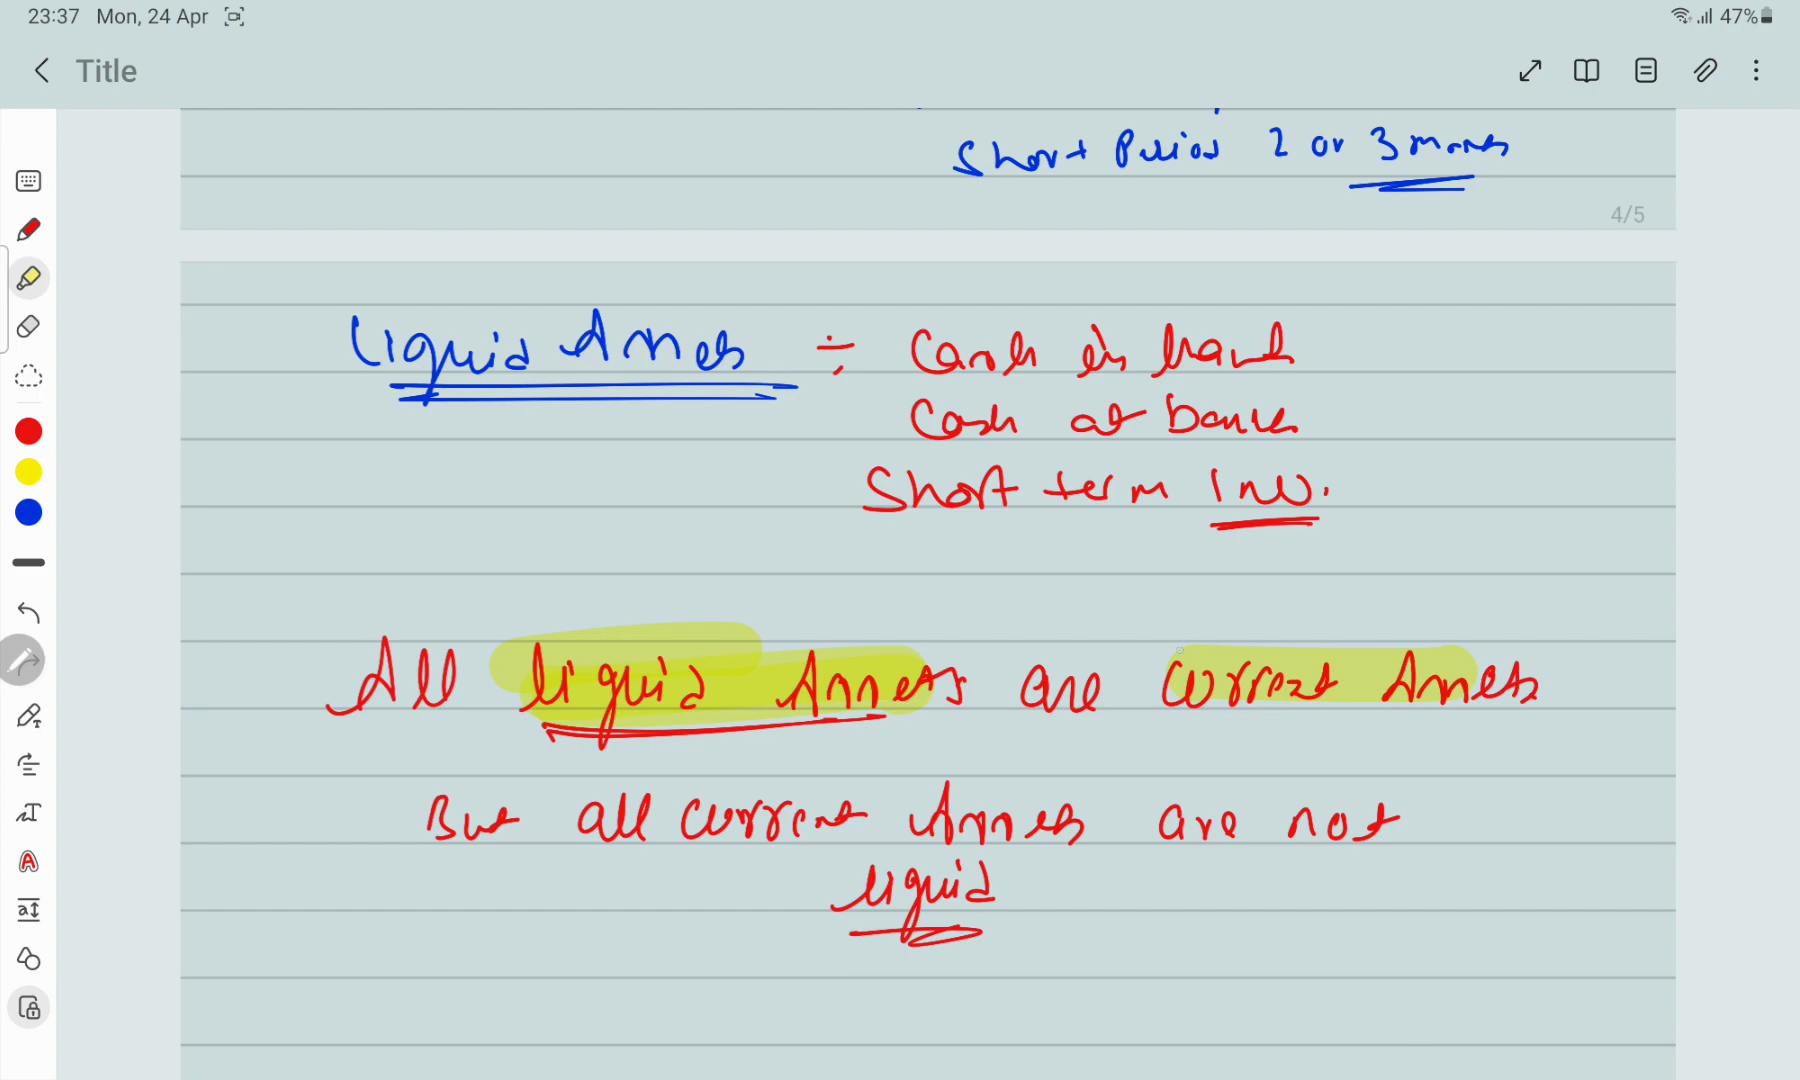 23:37 Mon, 24 Apr 47%
Title
Short Period 2 or 3 months
4/5
Liquid Assets :- Cash in hand
Cash at bank
Short term Inv.
All liquid Assets are current Assets
But all current Assets are not
liquid